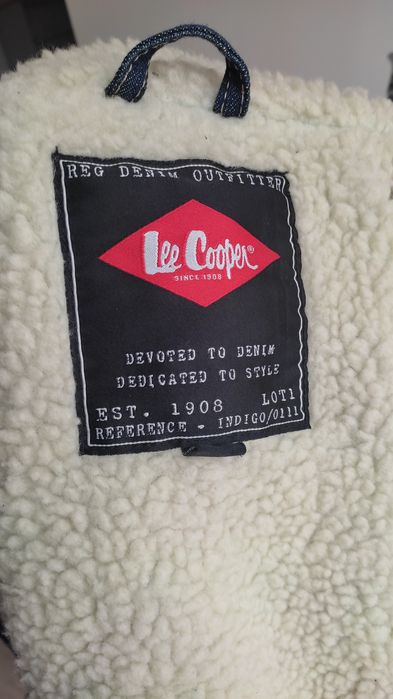 REG DENIM OUTFITTER
Lee Cooper®
SINCE 1908
DEVOTED TO DENIM
DEDICATED TO STYLE
EST. 1908 LOT1
REFERENCE - INDIGO/0111